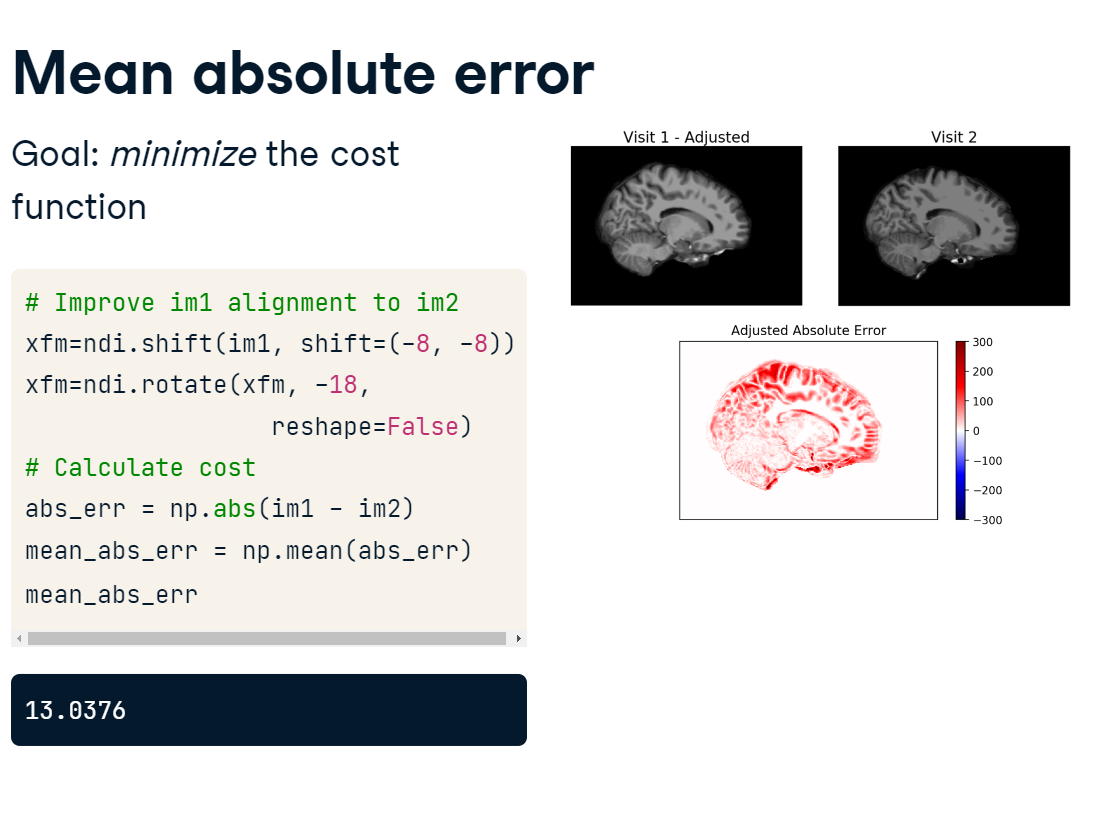 Mean absolute error
Goal: minimize the cost
function
# Improve im1 alignment to im2
xfm=ndi.shift(im1, shift=(-8, -8))
xfm=ndi.rotate(xfm, -18,
                 reshape=False)
# Calculate cost
abs_err = np.abs(im1 - im2)
mean_abs_err = np.mean(abs_err)
mean_abs_err
13.0376
Visit 1 - Adjusted
Visit 2
Adjusted Absolute Error
300
200
100
0
−100
−200
−300